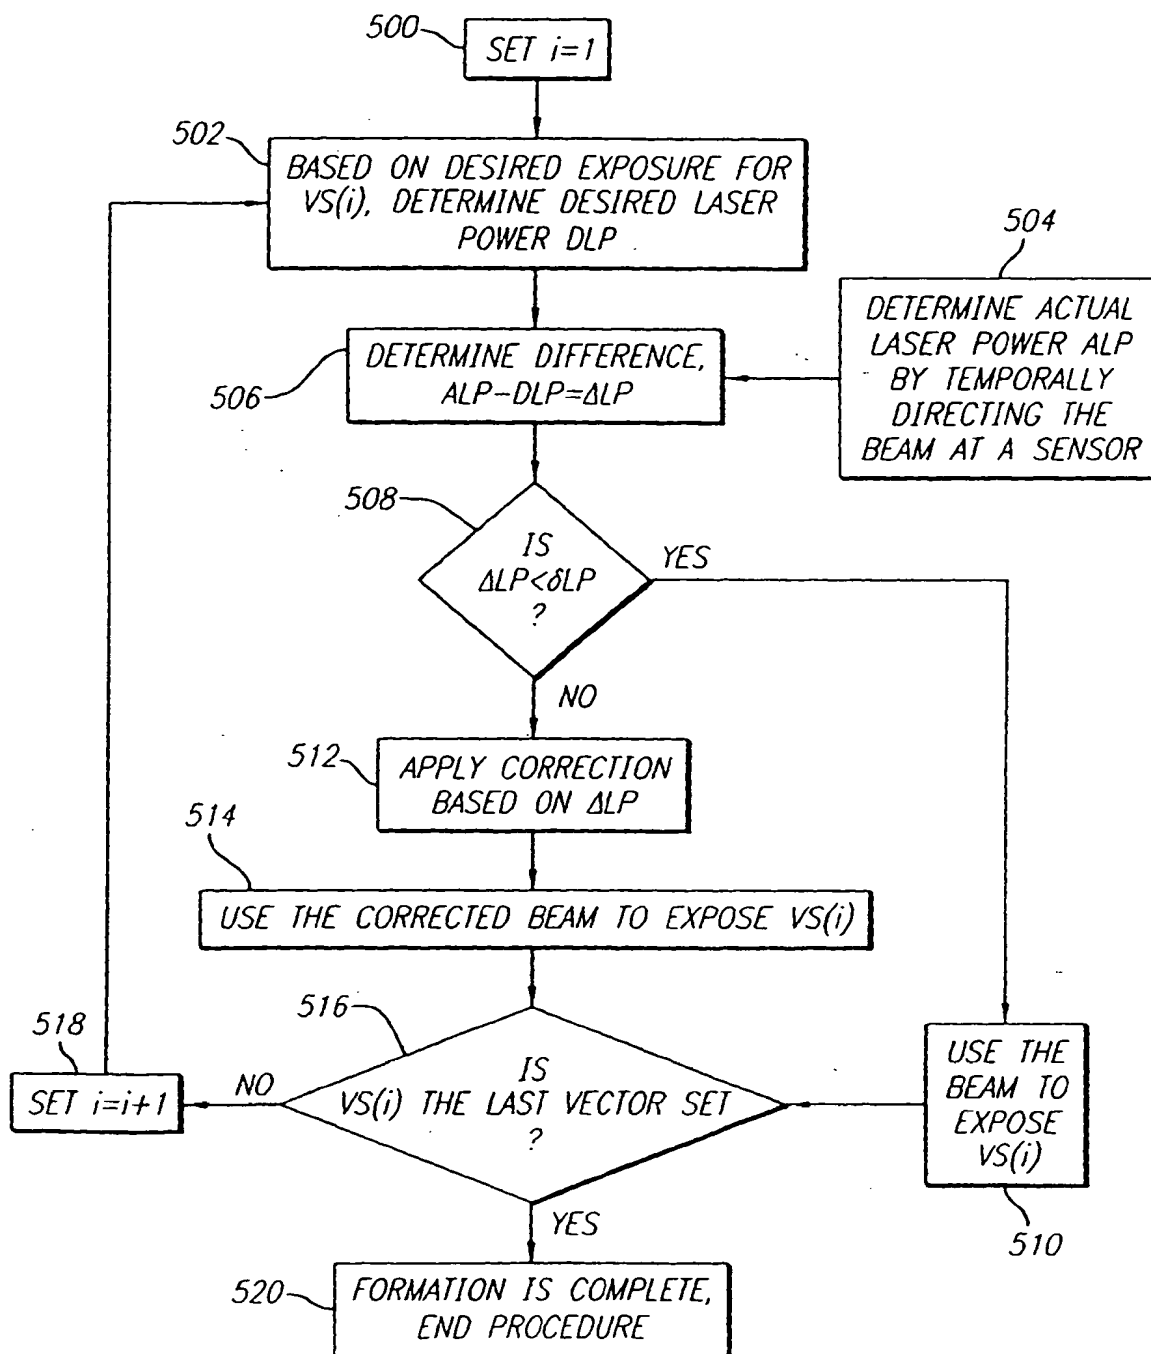 500
SET i=1
502
BASED ON DESIRED EXPOSURE FOR
VS(i), DETERMINE DESIRED LASER
POWER DLP
504
DETERMINE ACTUAL
LASER POWER ALP
BY TEMPORALLY
DIRECTING THE
BEAM AT A SENSOR
506
DETERMINE DIFFERENCE,
ALP-DLP=ΔLP
508
IS
ΔLP<δLP
?
YES
NO
512
APPLY CORRECTION
BASED ON ΔLP
514
USE THE CORRECTED BEAM TO EXPOSE VS(i)
516
IS
VS(i) THE LAST VECTOR SET
?
NO
518
SET i=i+1
USE THE
BEAM TO
EXPOSE
VS(i)
510
YES
520
FORMATION IS COMPLETE,
END PROCEDURE